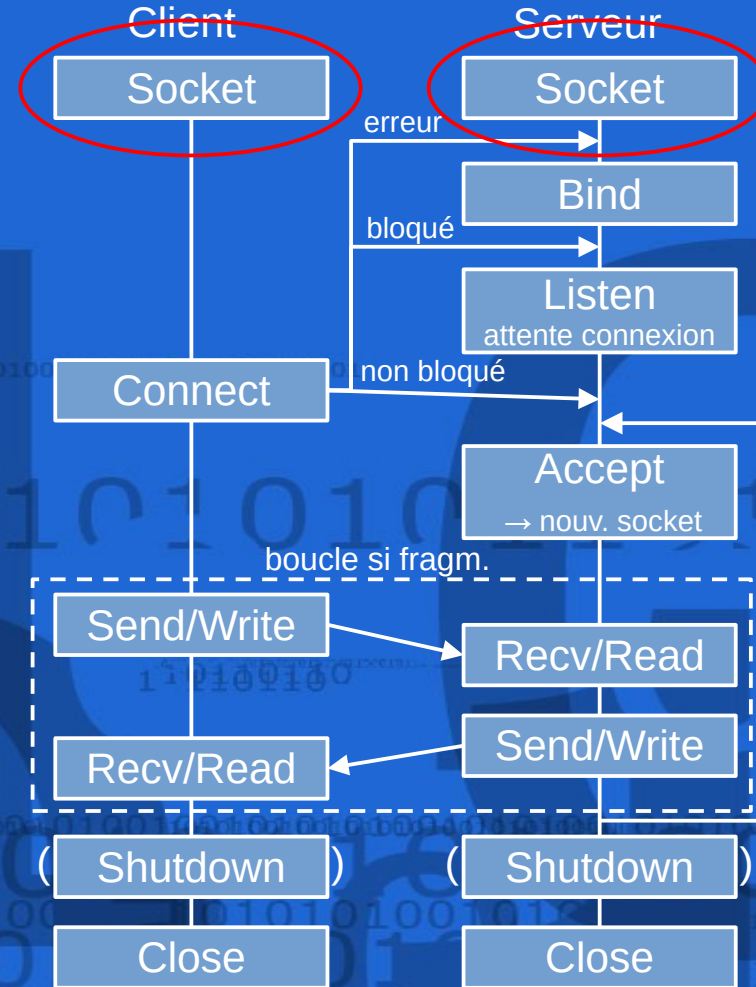 Client
Serveur
Socket
Socket
erreur
Bind
bloqué
Listen
attente connexion
Connect
non bloqué
Accept
→ nouv. socket
boucle si fragm.
Send/Write
Recv/Read
Send/Write
Recv/Read
( Shutdown )
( Shutdown )
Close
Close